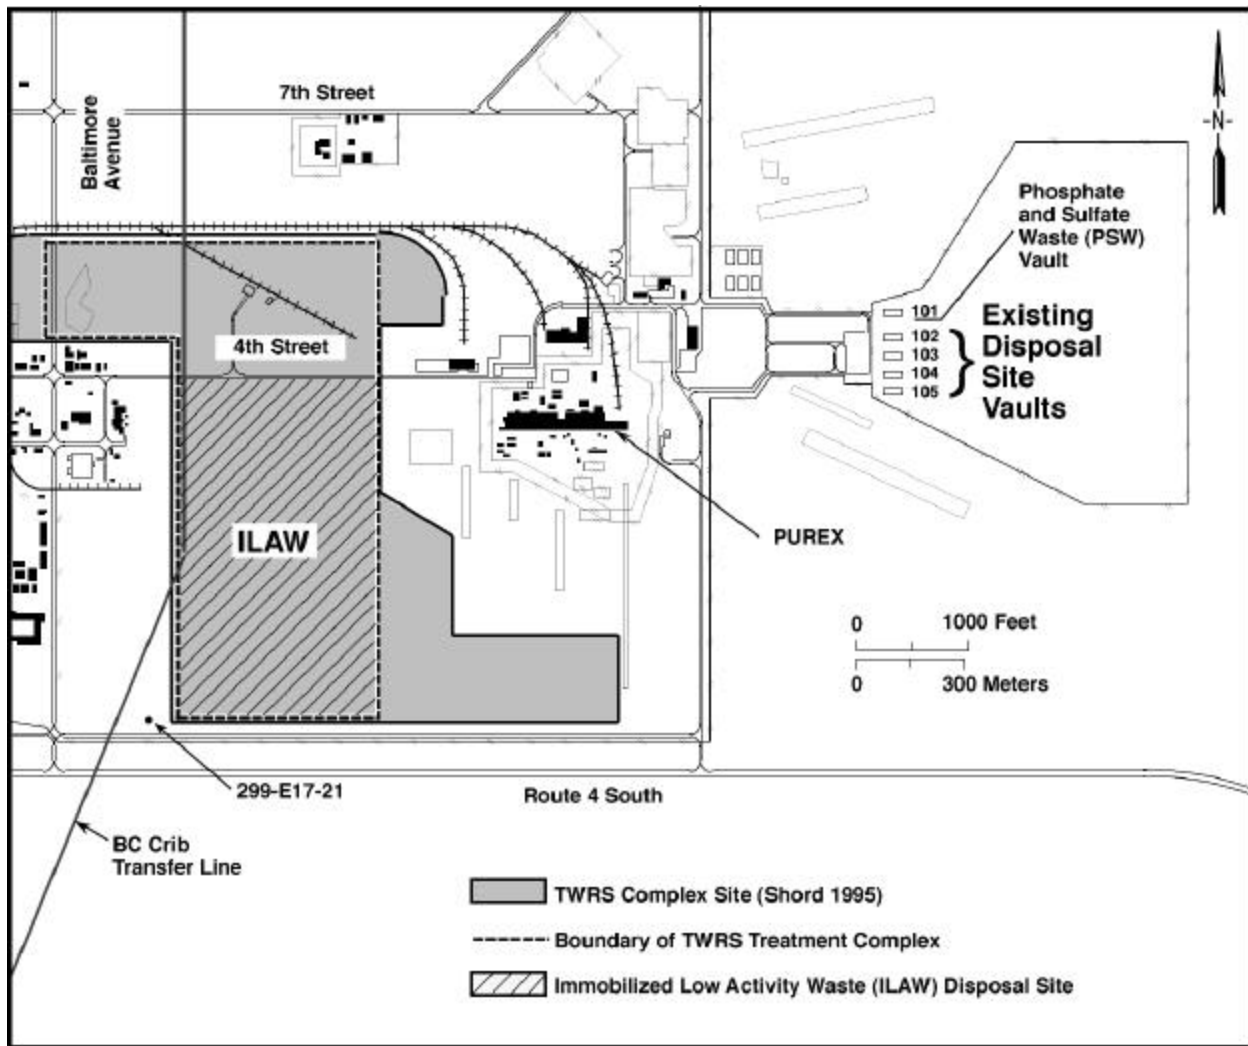 7th Street
Baltimore
Avenue
-N-
Phosphate
and Sulfate
Waste (PSW)
Vault
101
102
103
104
105
Existing
Disposal
Site
Vaults
4th Street
ILAW
PUREX
0 1000 Feet
0 300 Meters
299-E17-21
Route 4 South
BC Crib
Transfer Line
TWRS Complex Site (Shord 1995)
Boundary of TWRS Treatment Complex
Immobilized Low Activity Waste (ILAW) Disposal Site